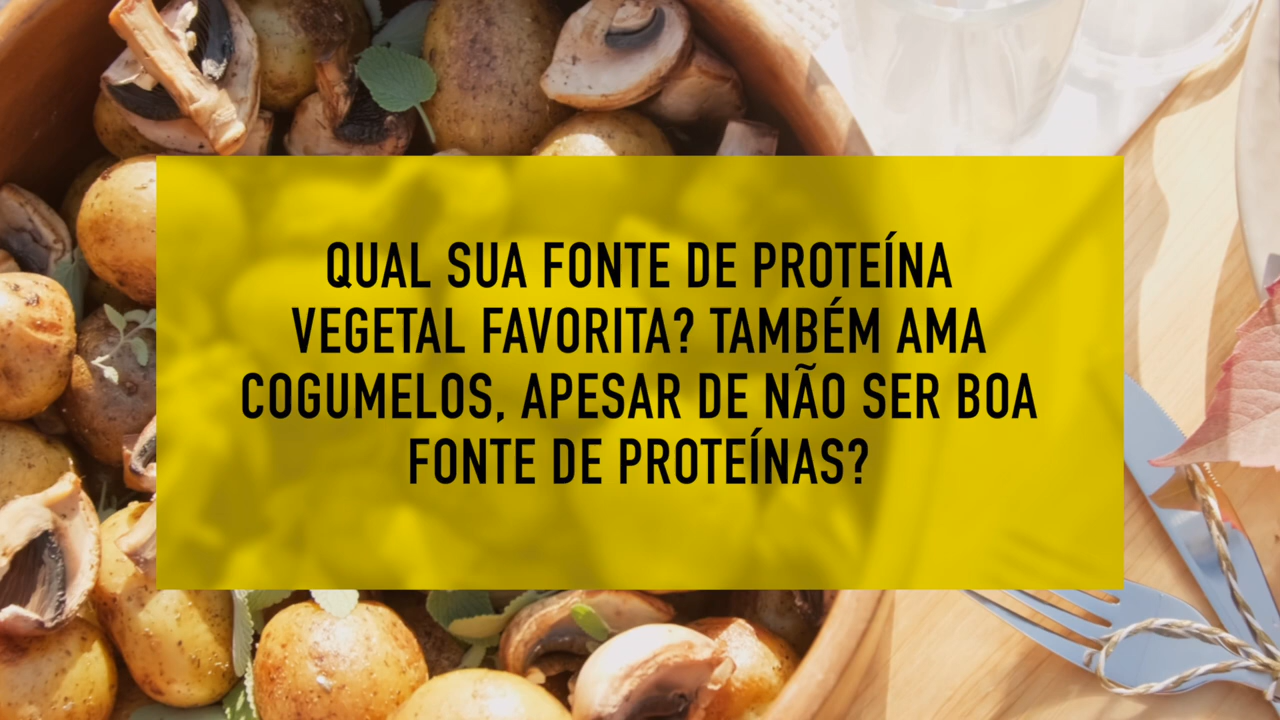 QUAL SUA FONTE DE PROTEÍNA
VEGETAL FAVORITA? TAMBÉM AMA
COGUMELOS, APESAR DE NÃO SER BOA
FONTE DE PROTEÍNAS?